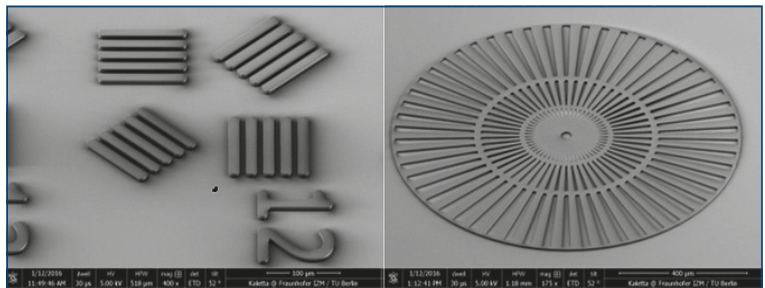 12
1/12/2016 dwell HV HFW mag det tilt 100 µm
11:49:46 AM 30 µs 5.00 kV 518 µm 400 x ETD 52 ° Kaletta @ Fraunhofer IZM / TU Berlin
1/12/2016 dwell HV HFW mag det tilt 400 µm
1:12:41 PM 30 µs 5.00 kV 1.18 mm 175 x ETD 52 ° Kaletta @ Fraunhofer IZM / TU Berlin